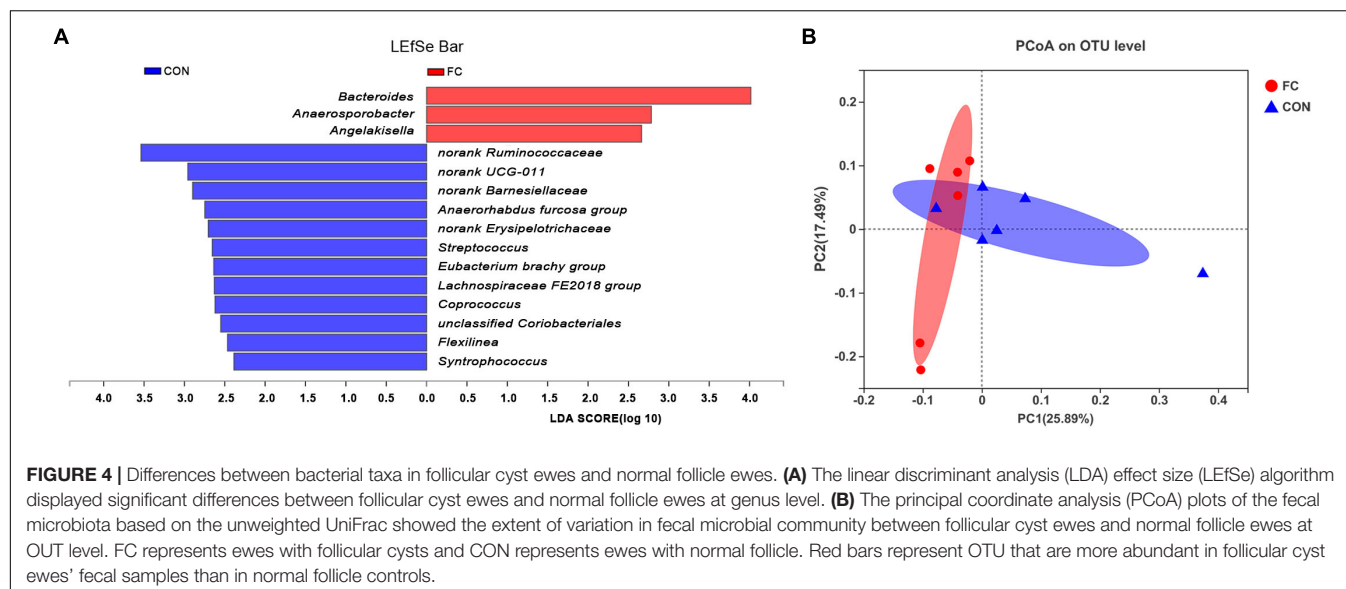 A
LEfSe Bar
CON
FC
Bacteroides
Anaerosporobacter
Angelakisella
norank Ruminococcaceae
norank UCG-011
norank Barnesiellaceae
Anaerorhabdus furcosa group
norank Erysipelotrichaceae
Streptococcus
Eubacterium brachy group
Lachnospiraceae FE2018 group
Coprococcus
unclassified Coriobacteriales
Flexilinea
Syntrophococcus
4.0 3.5 3.0 2.5 2.0 1.5 1.0 0.5 0.0 0.5 1.0 1.5 2.0 2.5 3.0 3.5 4.0
LDA SCORE(log 10)
B
PCoA on OTU level
FC
CON
PC2(17.49%)
0.2
0.1
0
-0.1
-0.2
-0.2 -0.1 0 0.1 0.2 0.3 0.4
PC1(25.89%)
FIGURE 4 | Differences between bacterial taxa in follicular cyst ewes and normal follicle ewes. (A) The linear discriminant analysis (LDA) effect size (LEfSe) algorithm
displayed significant differences between follicular cyst ewes and normal follicle ewes at genus level. (B) The principal coordinate analysis (PCoA) plots of the fecal
microbiota based on the unweighted UniFrac showed the extent of variation in fecal microbial community between follicular cyst ewes and normal follicle ewes at
OUT level. FC represents ewes with follicular cysts and CON represents ewes with normal follicle. Red bars represent OTU that are more abundant in follicular cyst
ewes' fecal samples than in normal follicle controls.